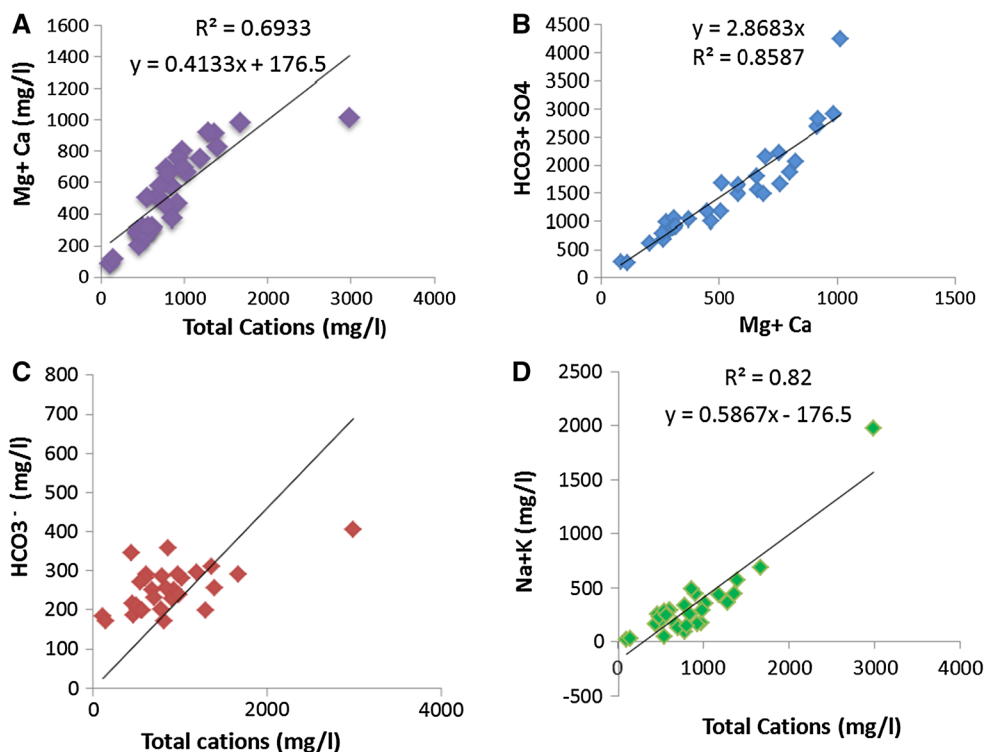 A
R² = 0.6933
y = 0.4133x + 176.5
Mg+ Ca (mg/l)
1600
1400
1200
1000
800
600
400
200
0
0 1000 2000 3000 4000
Total Cations (mg/l)
B
y = 2.8683x
R² = 0.8587
HCO3+ SO4
4500
4000
3500
3000
2500
2000
1500
1000
500
0
0 500 1000 1500
Mg+ Ca
C
HCO3⁻ (mg/l)
800
700
600
500
400
300
200
100
0
0 2000 4000
Total cations (mg/l)
D
R² = 0.82
y = 0.5867x - 176.5
Na+K (mg/l)
2500
2000
1500
1000
500
0
-500
0 1000 2000 3000 4000
Total Cations (mg/l)